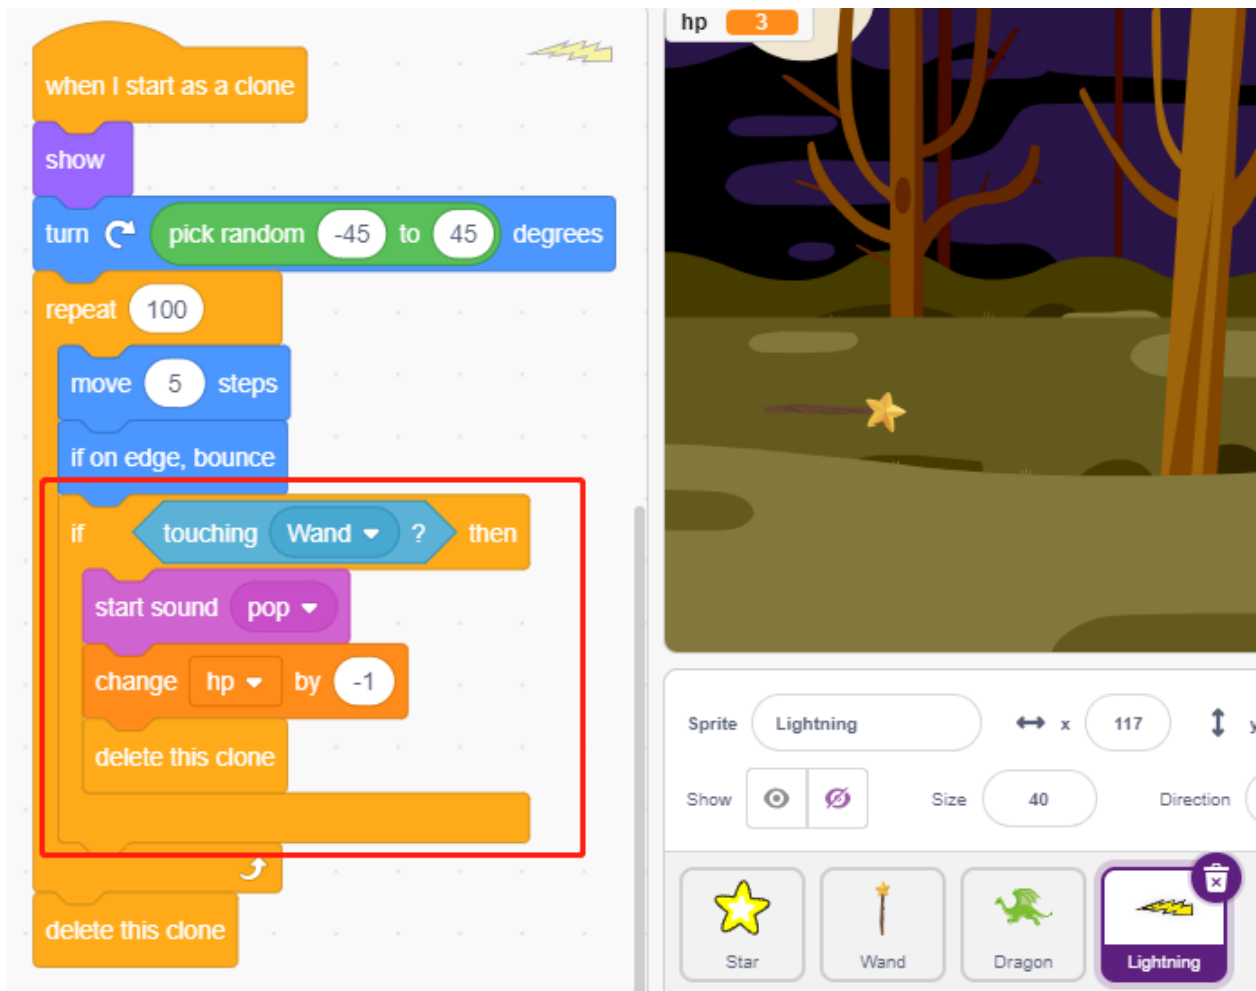 when I start as a clone
show
turn pick random -45 to 45 degrees
repeat 100
move 5 steps
if on edge, bounce
if touching Wand ? then
start sound pop
change hp by -1
delete this clone
delete this clone
hp 3
Sprite Lightning x 117 y
Show Size 40 Direction
Star Wand Dragon Lightning